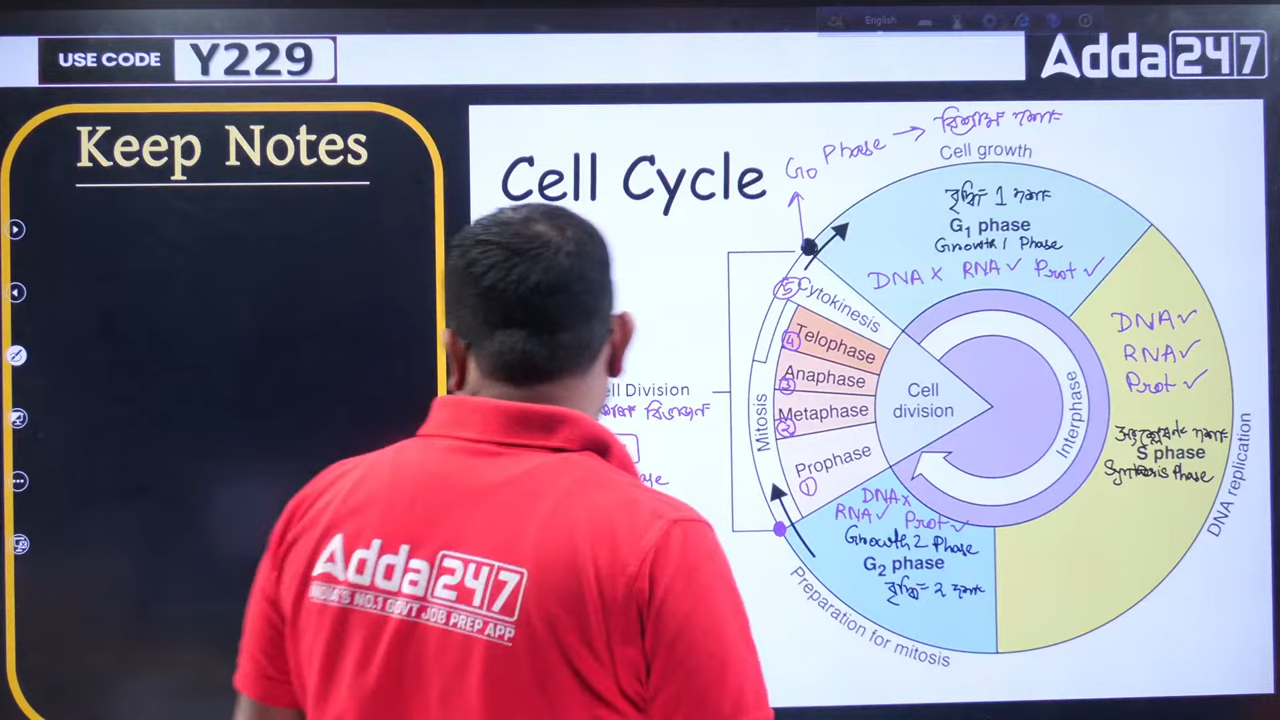 English
USE CODE Y229
Adda247
Keep Notes
Cell Cycle
G0 Phase → বিশ্রাম দশা
Cell growth
বৃদ্ধি 1 দশা
G1 phase
Growth 1 Phase
DNA × RNA ✓ Prot ✓
5 Cytokinesis
4 Telophase
3 Anaphase
2 Metaphase
Prophase
1
Mitosis
Cell division
Interphase
ell Division
বিভাজন
DNA ✓
RNA ✓
Prot ✓
দশা
S phase
Synthesis Phase
DNA replication
DNA ×
RNA ✓ Prot ✓
Growth 2 Phase
G2 phase
বৃদ্ধি 2 দশা
Preparation for mitosis
Adda247
INDIA'S NO.1 GOVT JOB PREP APP